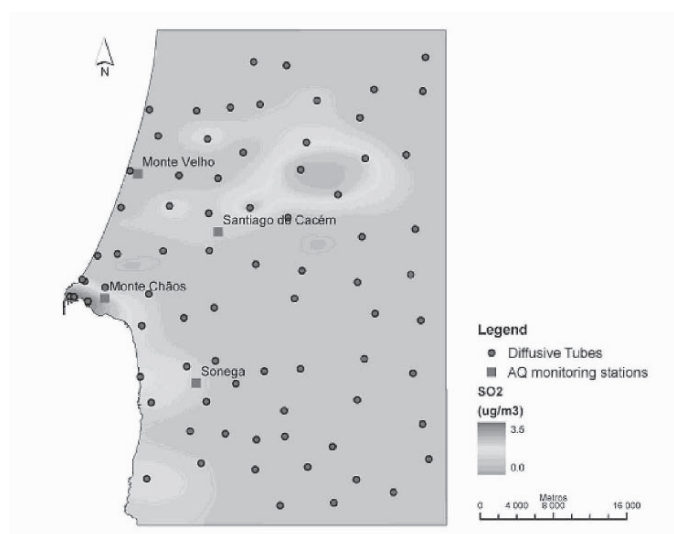 N
Monte Velho
Santiago de Cacém
Monte Chãos
Sonega
Legend
Diffusive Tubes
AQ monitoring stations
SO2
(ug/m3)
3.5
0.0
Metros
0 4 000 8 000 16 000